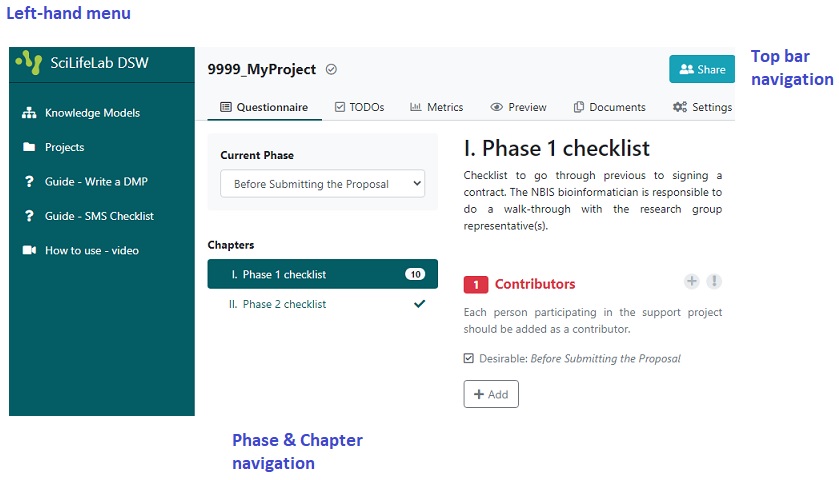 Left-hand menu
SciLifeLab DSW
Knowledge Models
Projects
Guide - Write a DMP
Guide - SMS Checklist
How to use - video
9999_MyProject
Share
Top bar
navigation
Questionnaire
TODOs
Metrics
Preview
Documents
Settings
Current Phase
Before Submitting the Proposal
Chapters
I. Phase 1 checklist
10
II. Phase 2 checklist
I. Phase 1 checklist
Checklist to go through previous to signing a
contract. The NBIS bioinformatician is responsible to
do a walk-through with the research group
representative(s).
1 Contributors
Each person participating in the support project
should be added as a contributor.
Desirable: Before Submitting the Proposal
+ Add
Phase & Chapter
navigation